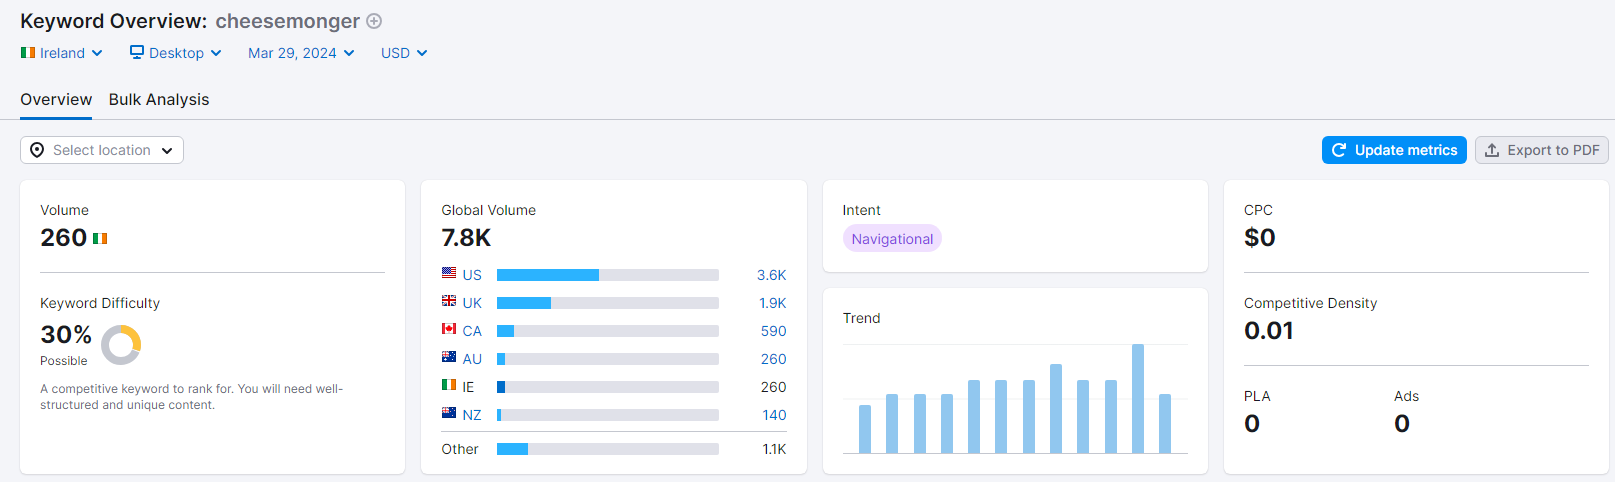 Keyword Overview: cheesemonger
Ireland Desktop Mar 29, 2024 USD
Overview Bulk Analysis
Select location Update metrics Export to PDF
Volume
260
Keyword Difficulty
30%
Possible
A competitive keyword to rank for. You will need well-
structured and unique content.
Global Volume
7.8K
US 3.6K
UK 1.9K
CA 590
AU 260
IE 260
NZ 140
Other 1.1K
Intent
Navigational
Trend
CPC
$0
Competitive Density
0.01
PLA Ads
0 0